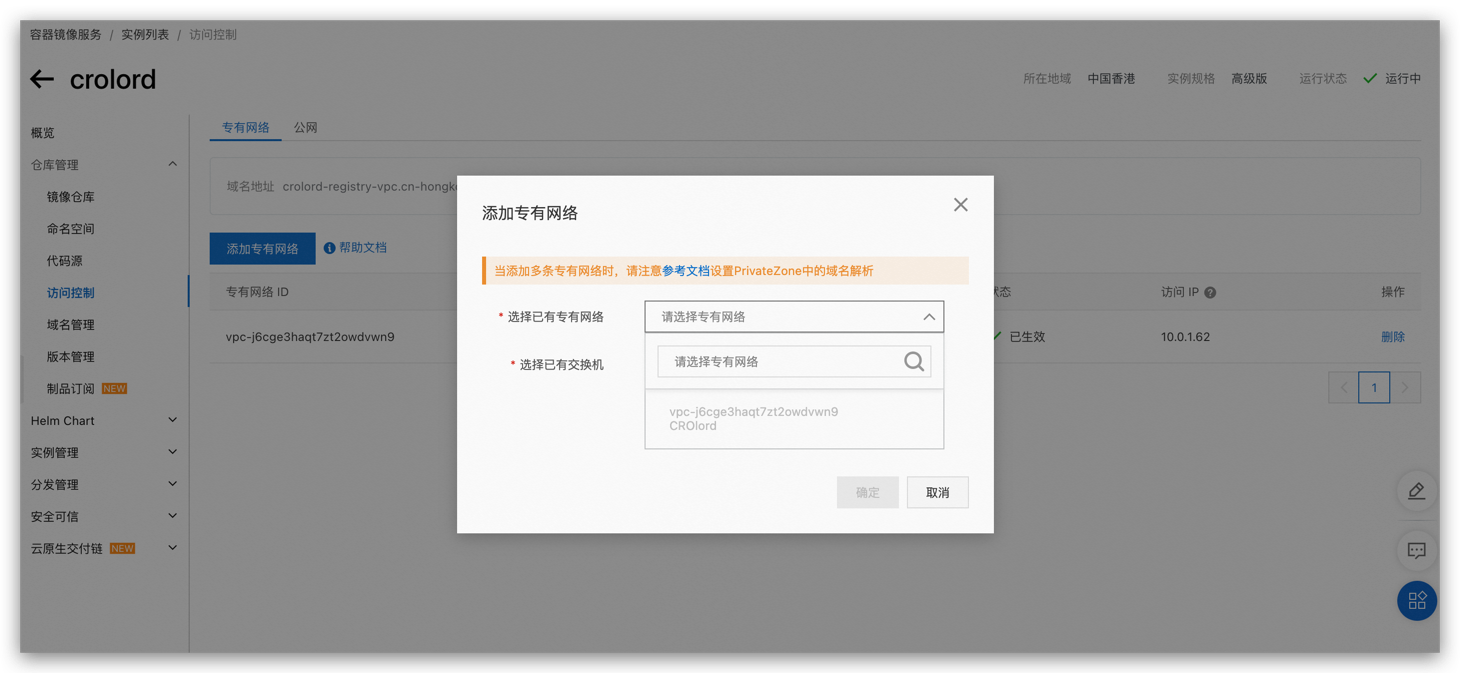 容器镜像服务 / 实例列表 / 访问控制
crolord
所在地域 中国香港 实例规格 高级版 运行状态 运行中
概览
仓库管理
镜像仓库
命名空间
代码源
访问控制
域名管理
版本管理
制品订阅 NEW
Helm Chart
实例管理
分发管理
安全可信
云原生交付链 NEW
专有网络 公网
域名地址 crolord-registry-vpc.cn-hongk
添加专有网络 帮助文档
专有网络 ID 状态 访问 IP 操作
vpc-j6cge3haqt7zt2owdvwn9 已生效 10.0.1.62 删除
1
添加专有网络
当添加多条专有网络时，请注意参考文档设置PrivateZone中的域名解析
* 选择已有专有网络 请选择专有网络
请选择专有网络
* 选择已有交换机
vpc-j6cge3haqt7zt2owdvwn9
CROlord
确定 取消